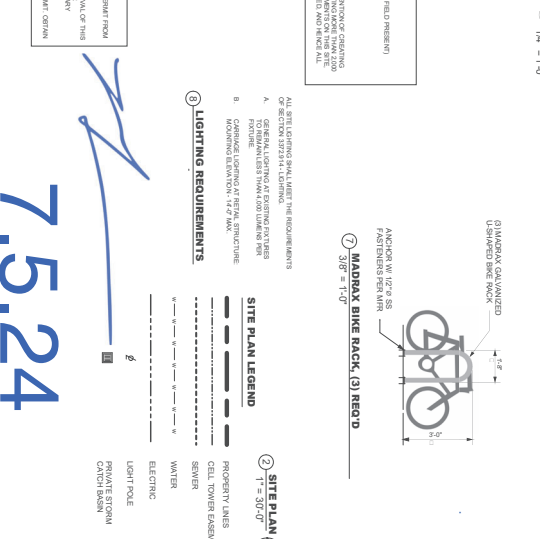 FIELD PRESENT)
ENTION OF CREATING
TING MORE THAN 2,000
MENTS ON THIS SITE,
ED, AND HENCE ALL
(3) MADRAX GALVANIZED
U-SHAPED BIKE RACK
ANCHOR W/ 1/2"ø SS
FASTENERS PER MFR
1'-8"
3'-0"
7 MADRAX BIKE RACK, (3) REQ'D
3/8" = 1'-0"
ALL SITE LIGHTING SHALL MEET THE REQUIREMENTS
OF SECTION 3372914 - LIGHTING.
A. GENERAL LIGHTING AT EXISTING FIXTURES
TO REMAIN LESS THAN 4,000 LUMENS PER
FIXTURE.
B. CARRIAGE LIGHTING AT RETAIL STRUCTURE
MOUNTING ELEVATION - 14'-0" MAX.
8 LIGHTING REQUIREMENTS
2 SITE PLAN
1" = 30'-0"
SITE PLAN LEGEND
PROPERTY LINES
CELL TOWER EASEM
SEWER
W W W W W W WATER
ELECTRIC
LIGHT POLE
PRIVATE STORM
CATCH BASIN
ERMIT FROM
VAL OF THIS
ARY
MIT. OBTAIN
7.5.24